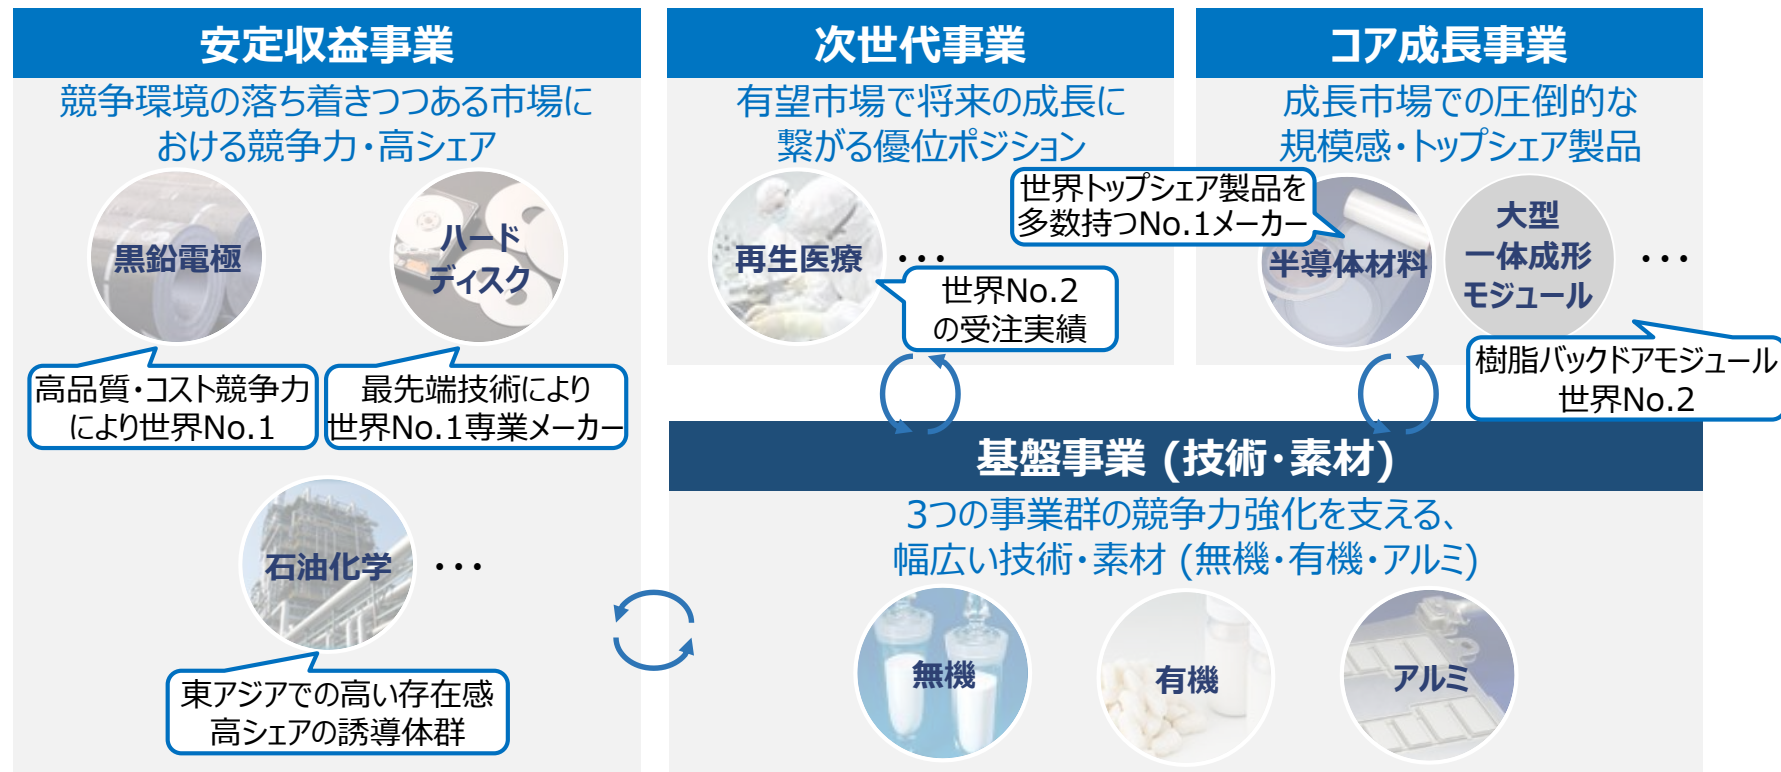 安定収益事業
競争環境の落ち着きつつある市場に
おける競争力・高シェア
黒鉛電極
ハード
ディスク
高品質・コスト競争力
により世界No.1
最先端技術により
世界No.1専業メーカー
石油化学
・・・
東アジアでの高い存在感
高シェアの誘導体群
次世代事業
有望市場で将来の成長に
繋がる優位ポジション
再生医療
・・・
世界No.2
の受注実績
コア成長事業
成長市場での圧倒的な
規模感・トップシェア製品
世界トップシェア製品を
多数持つNo.1メーカー
半導体材料
大型
一体成形
モジュール
・・・
樹脂バックドアモジュール
世界No.2
基盤事業 (技術・素材)
3つの事業群の競争力強化を支える、
幅広い技術・素材 (無機・有機・アルミ)
無機
有機
アルミ